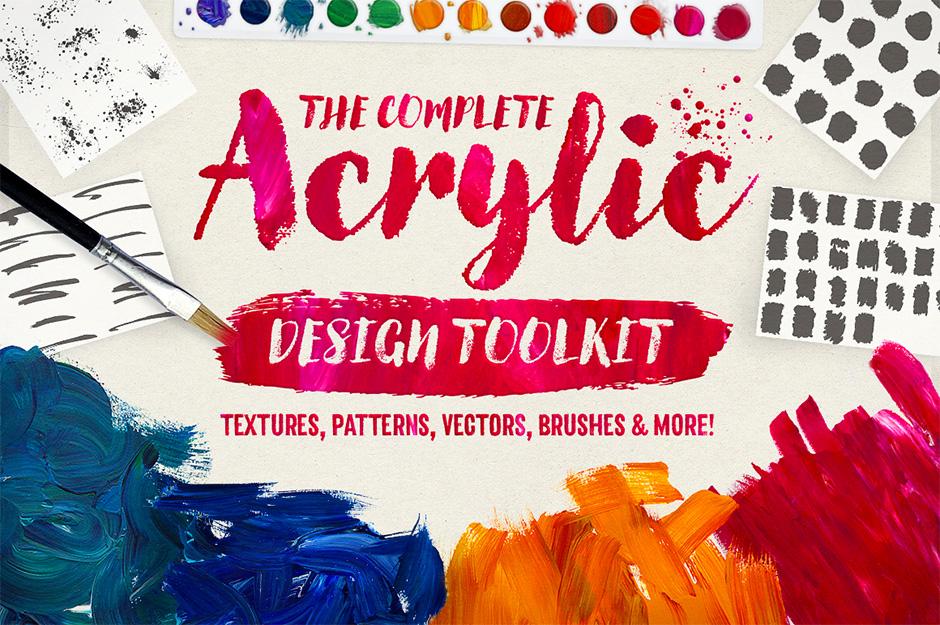 THE COMPLETE
Acrylic
DESIGN TOOLKIT
TEXTURES, PATTERNS, VECTORS, BRUSHES & MORE!